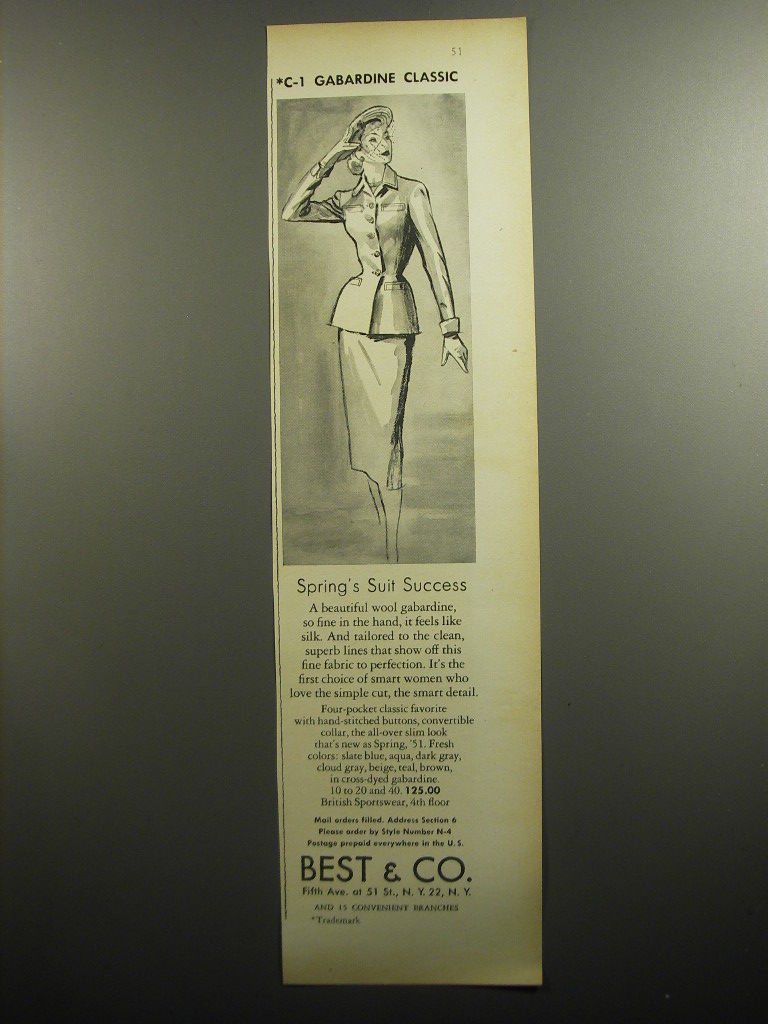 51
*C-1 GABARDINE CLASSIC
Spring's Suit Success
A beautiful wool gabardine,
so fine in the hand, it feels like
silk. And tailored to the clean,
superb lines that show off this
fine fabric to perfection. It's the
first choice of smart women who
love the simple cut, the smart detail.
Four-pocket classic favorite
with hand-stitched buttons, convertible
collar, the all-over slim look
that's new as Spring, '51. Fresh
colors: slate blue, aqua, dark gray,
cloud gray, beige, teal, brown,
in cross-dyed gabardine.
10 to 20 and 40. 125.00
British Sportswear, 4th floor
Mail orders filled. Address Section 6
Please order by Style Number N-4
Postage prepaid everywhere in the U. S.
BEST & CO.
Fifth Ave. at 51 St., N. Y. 22, N. Y.
AND 15 CONVENIENT BRANCHES
*Trademark